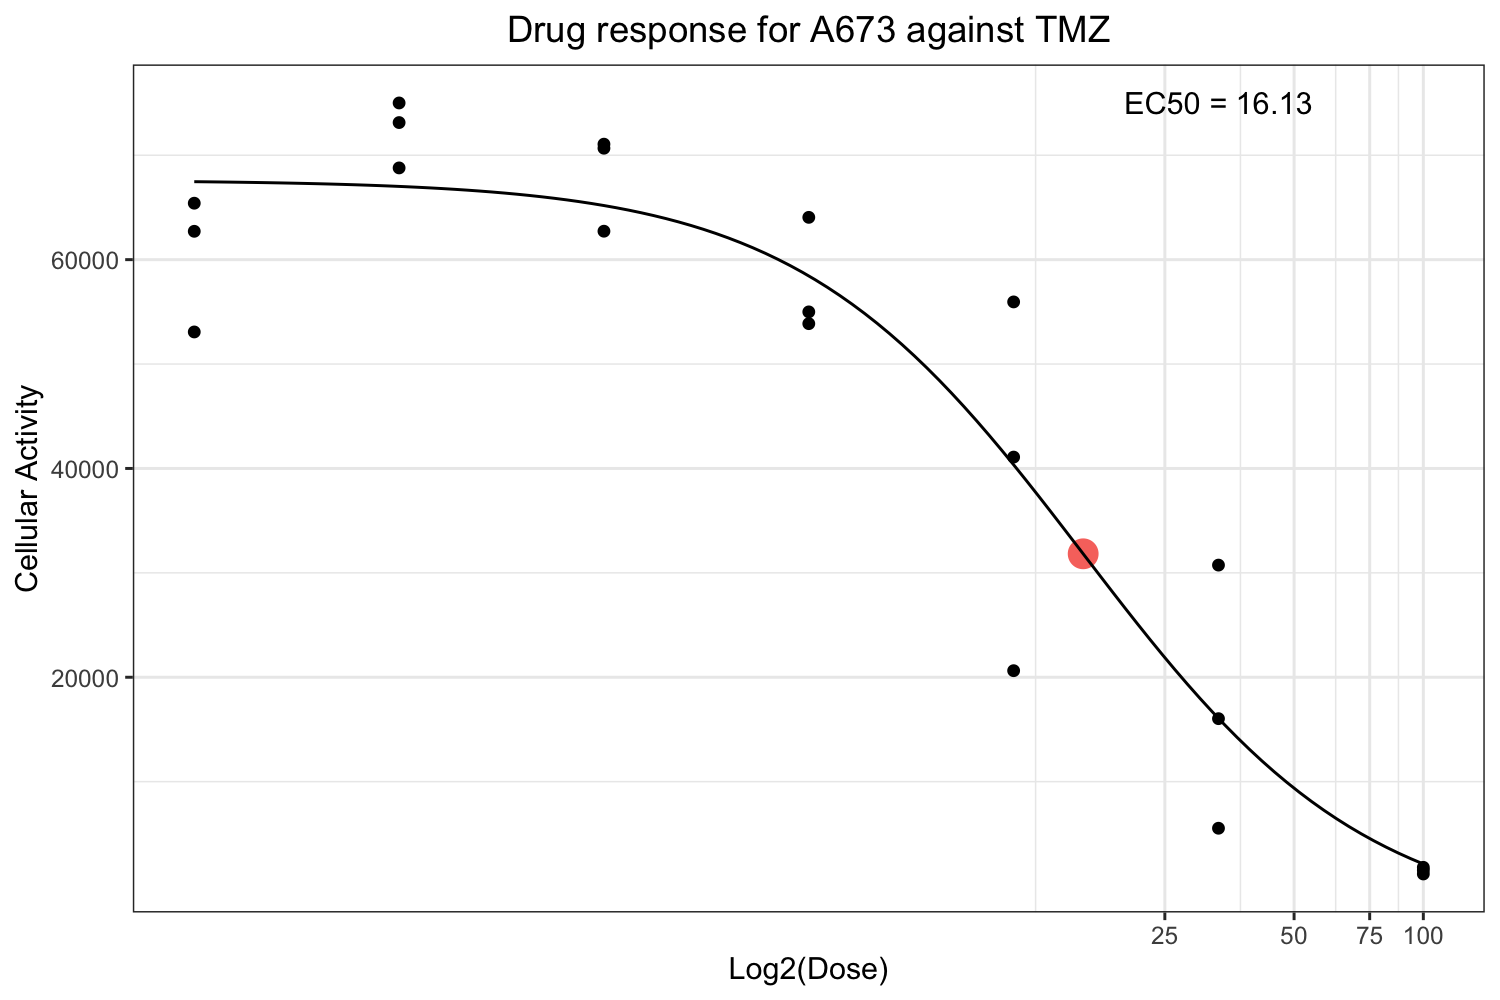 Drug response for A673 against TMZ
EC50 = 16.13
60000
40000
20000
Cellular Activity
25 50 75 100
Log2(Dose)